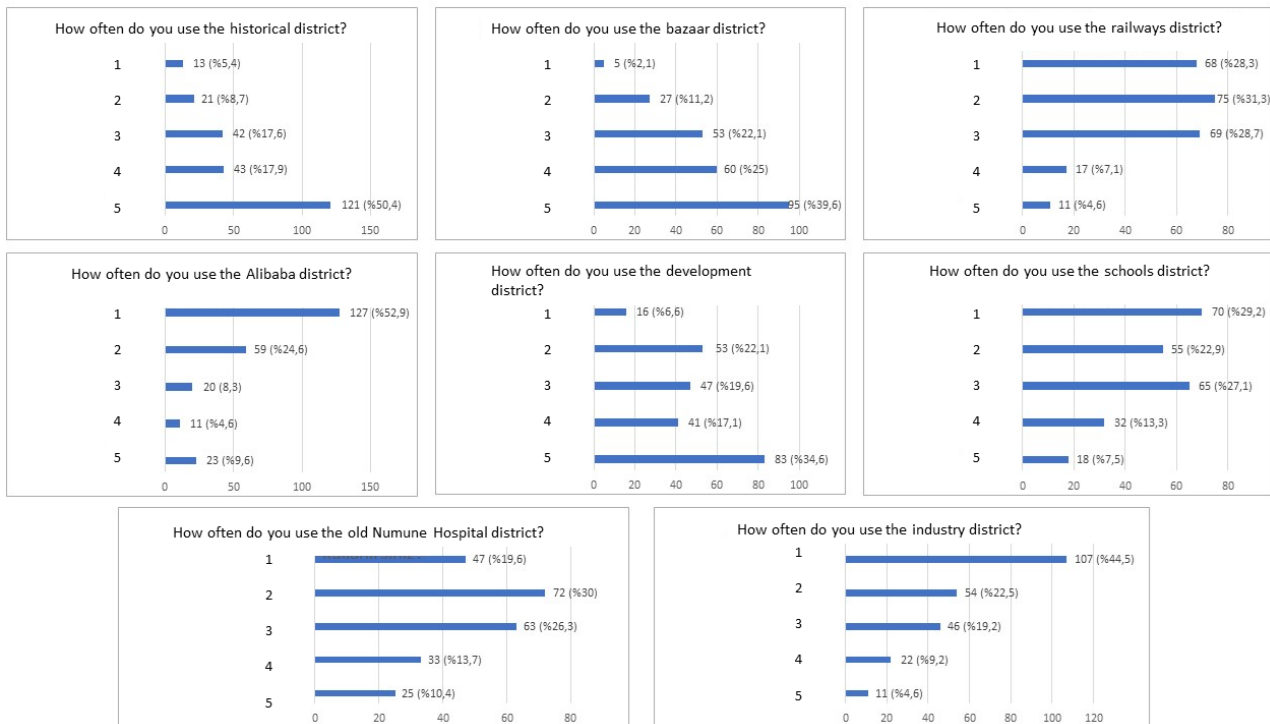 How often do you use the historical district?
1 13 (%5,4)
2 21 (%8,7)
3 42 (%17,6)
4 43 (%17,9)
5 121 (%50,4)
0 50 100 150
How often do you use the bazaar district?
1 5 (%2,1)
2 27 (%11,2)
3 53 (%22,1)
4 60 (%25)
5 95 (%39,6)
0 20 40 60 80 100
How often do you use the railways district?
1 68 (%28,3)
2 75 (%31,3)
3 69 (%28,7)
4 17 (%7,1)
5 11 (%4,6)
0 20 40 60 80
How often do you use the Alibaba district?
1 127 (%52,9)
2 59 (%24,6)
3 20 (8,3)
4 11 (%4,6)
5 23 (%9,6)
0 50 100 150
How often do you use the development
district?
1 16 (%6,6)
2 53 (%22,1)
3 47 (%19,6)
4 41 (%17,1)
5 83 (%34,6)
0 20 40 60 80 100
How often do you use the schools district?
1 70 (%29,2)
2 55 (%22,9)
3 65 (%27,1)
4 32 (%13,3)
5 18 (%7,5)
0 20 40 60 80
How often do you use the old Numune Hospital district?
1 47 (%19,6)
2 72 (%30)
3 63 (%26,3)
4 33 (%13,7)
5 25 (%10,4)
0 20 40 60 80
How often do you use the industry district?
1 107 (%44,5)
2 54 (%22,5)
3 46 (%19,2)
4 22 (%9,2)
5 11 (%4,6)
0 20 40 60 80 100 120